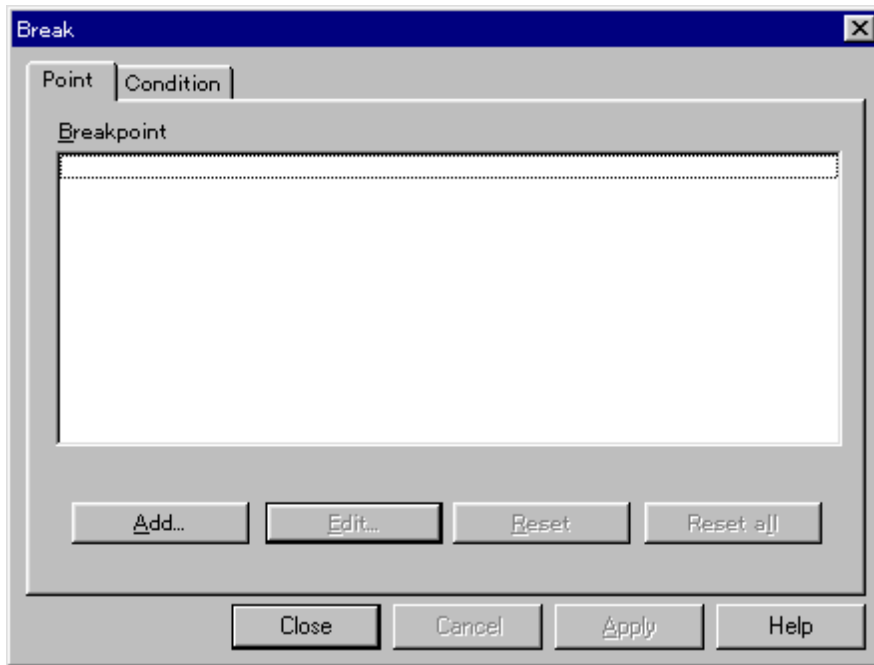 Break
Point Condition
Breakpoint
Add... Edit... Reset Reset all
Close Cancel Apply Help